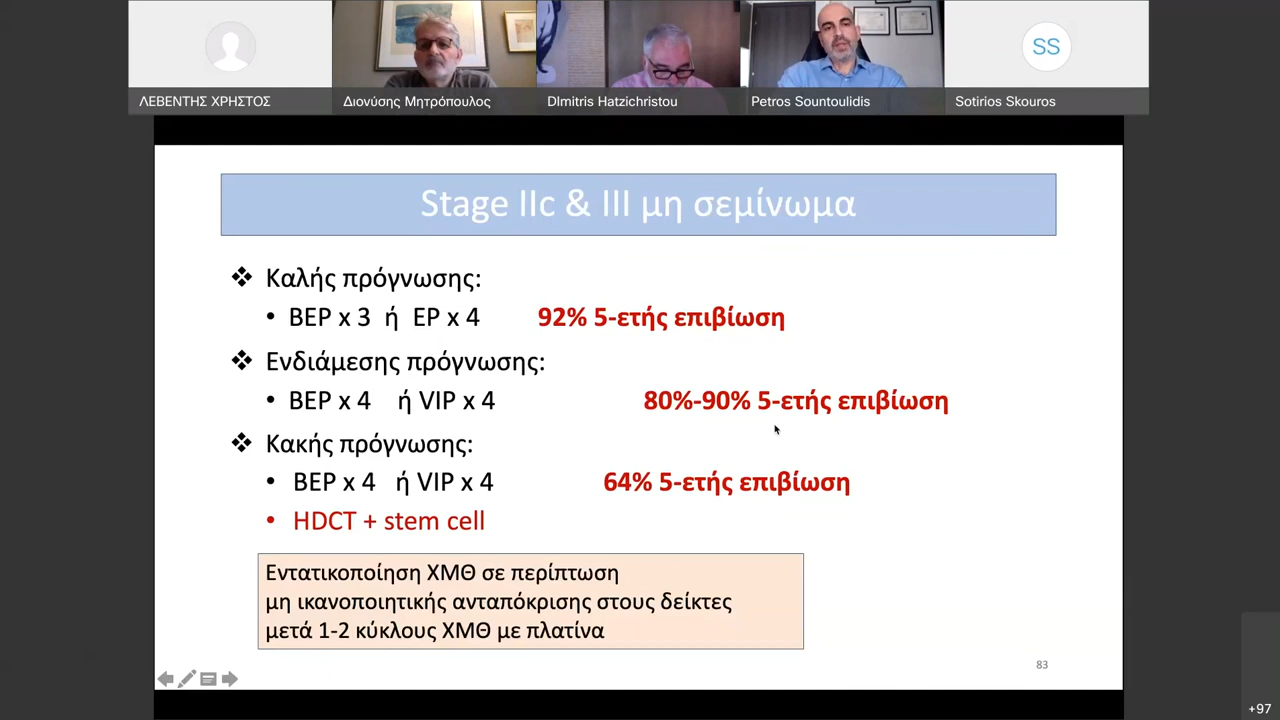 ΛΕΒΕΝΤΗΣ ΧΡΗΣΤΟΣ
Διονύσης Μητρόπουλος
DImitris Hatzichristou
Petros Sountoulidis
SS
Sotirios Skouros
Stage IIc & III μη σεμίνωμα
❖ Καλής πρόγνωσης:
• BEP x 3 ή EP x 4 92% 5-ετής επιβίωση
❖ Ενδιάμεσης πρόγνωσης:
• BEP x 4 ή VIP x 4 80%-90% 5-ετής επιβίωση
❖ Κακής πρόγνωσης:
• BEP x 4 ή VIP x 4 64% 5-ετής επιβίωση
• HDCT + stem cell
Εντατικοποίηση ΧΜΘ σε περίπτωση
μη ικανοποιητικής ανταπόκρισης στους δείκτες
μετά 1-2 κύκλους ΧΜΘ με πλατίνα
83
+97